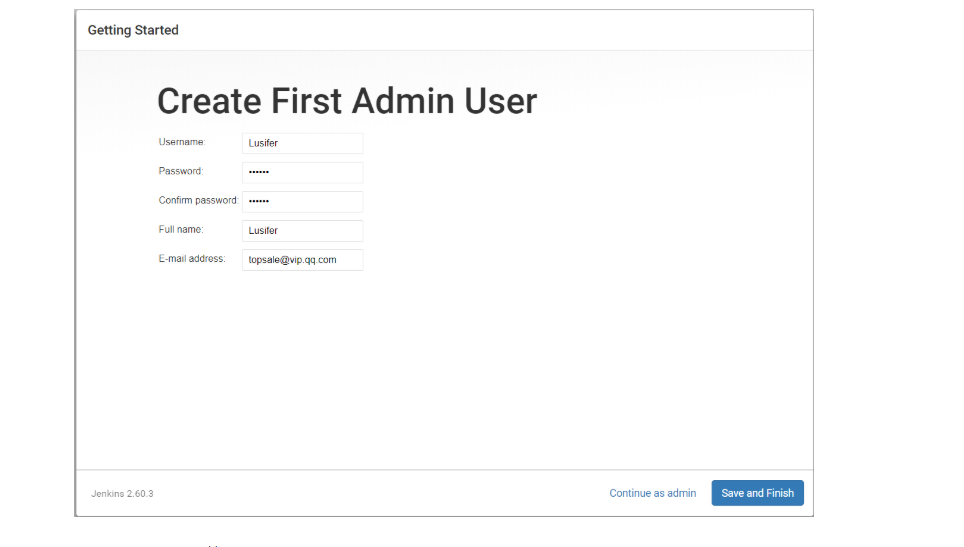 Getting Started
Create First Admin User
Username: Lusifer
Password: ••••••
Confirm password: ••••••
Full name: Lusifer
E-mail address: topsale@vip.qq.com
Jenkins 2.60.3 Continue as admin Save and Finish